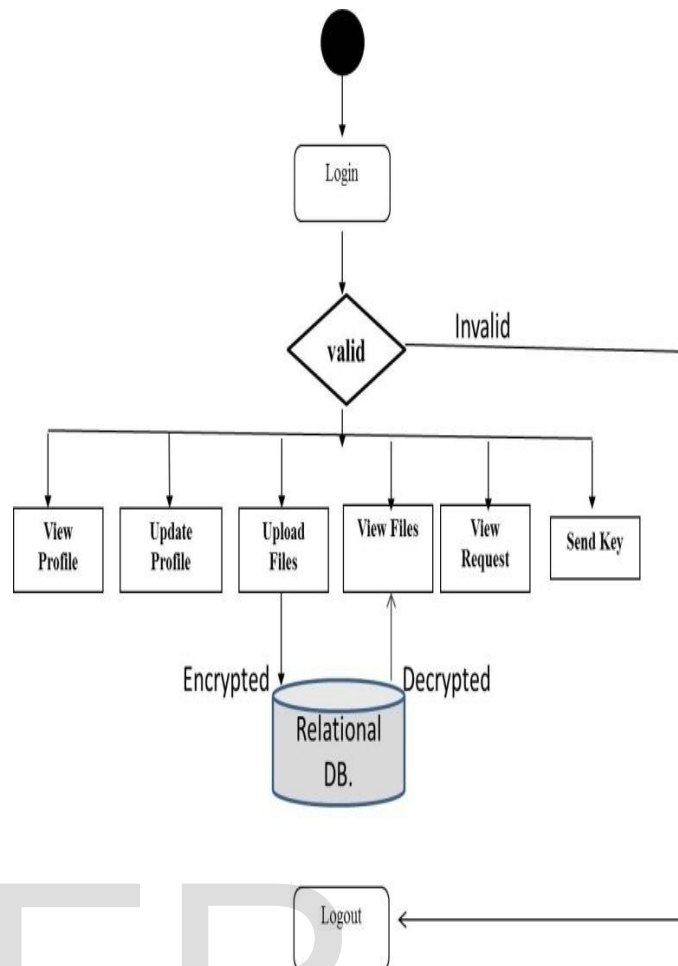 Login
valid
Invalid
View
Profile
Update
Profile
Upload
Files
View Files
View
Request
Send Key
Encrypted
Decrypted
Relational
DB.
Logout